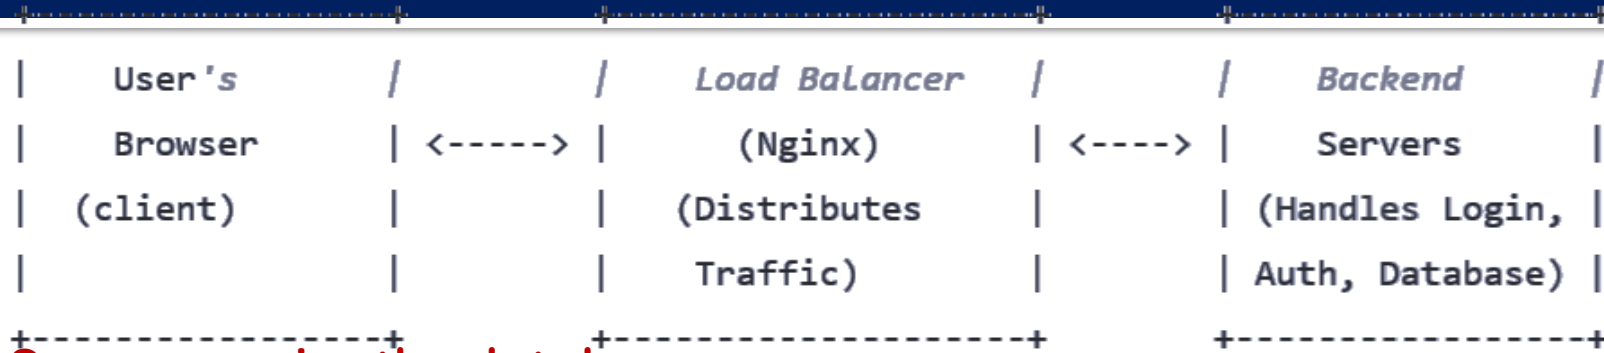 +-----------------+ +--------------------+ +-----------------+
| User's | | Load Balancer | | Backend |
| Browser | <-----> | (Nginx) | <----> | Servers |
| (client) | | (Distributes | | (Handles Login, |
| | | Traffic) | | Auth, Database) |
+-----------------+ +--------------------+ +-----------------+